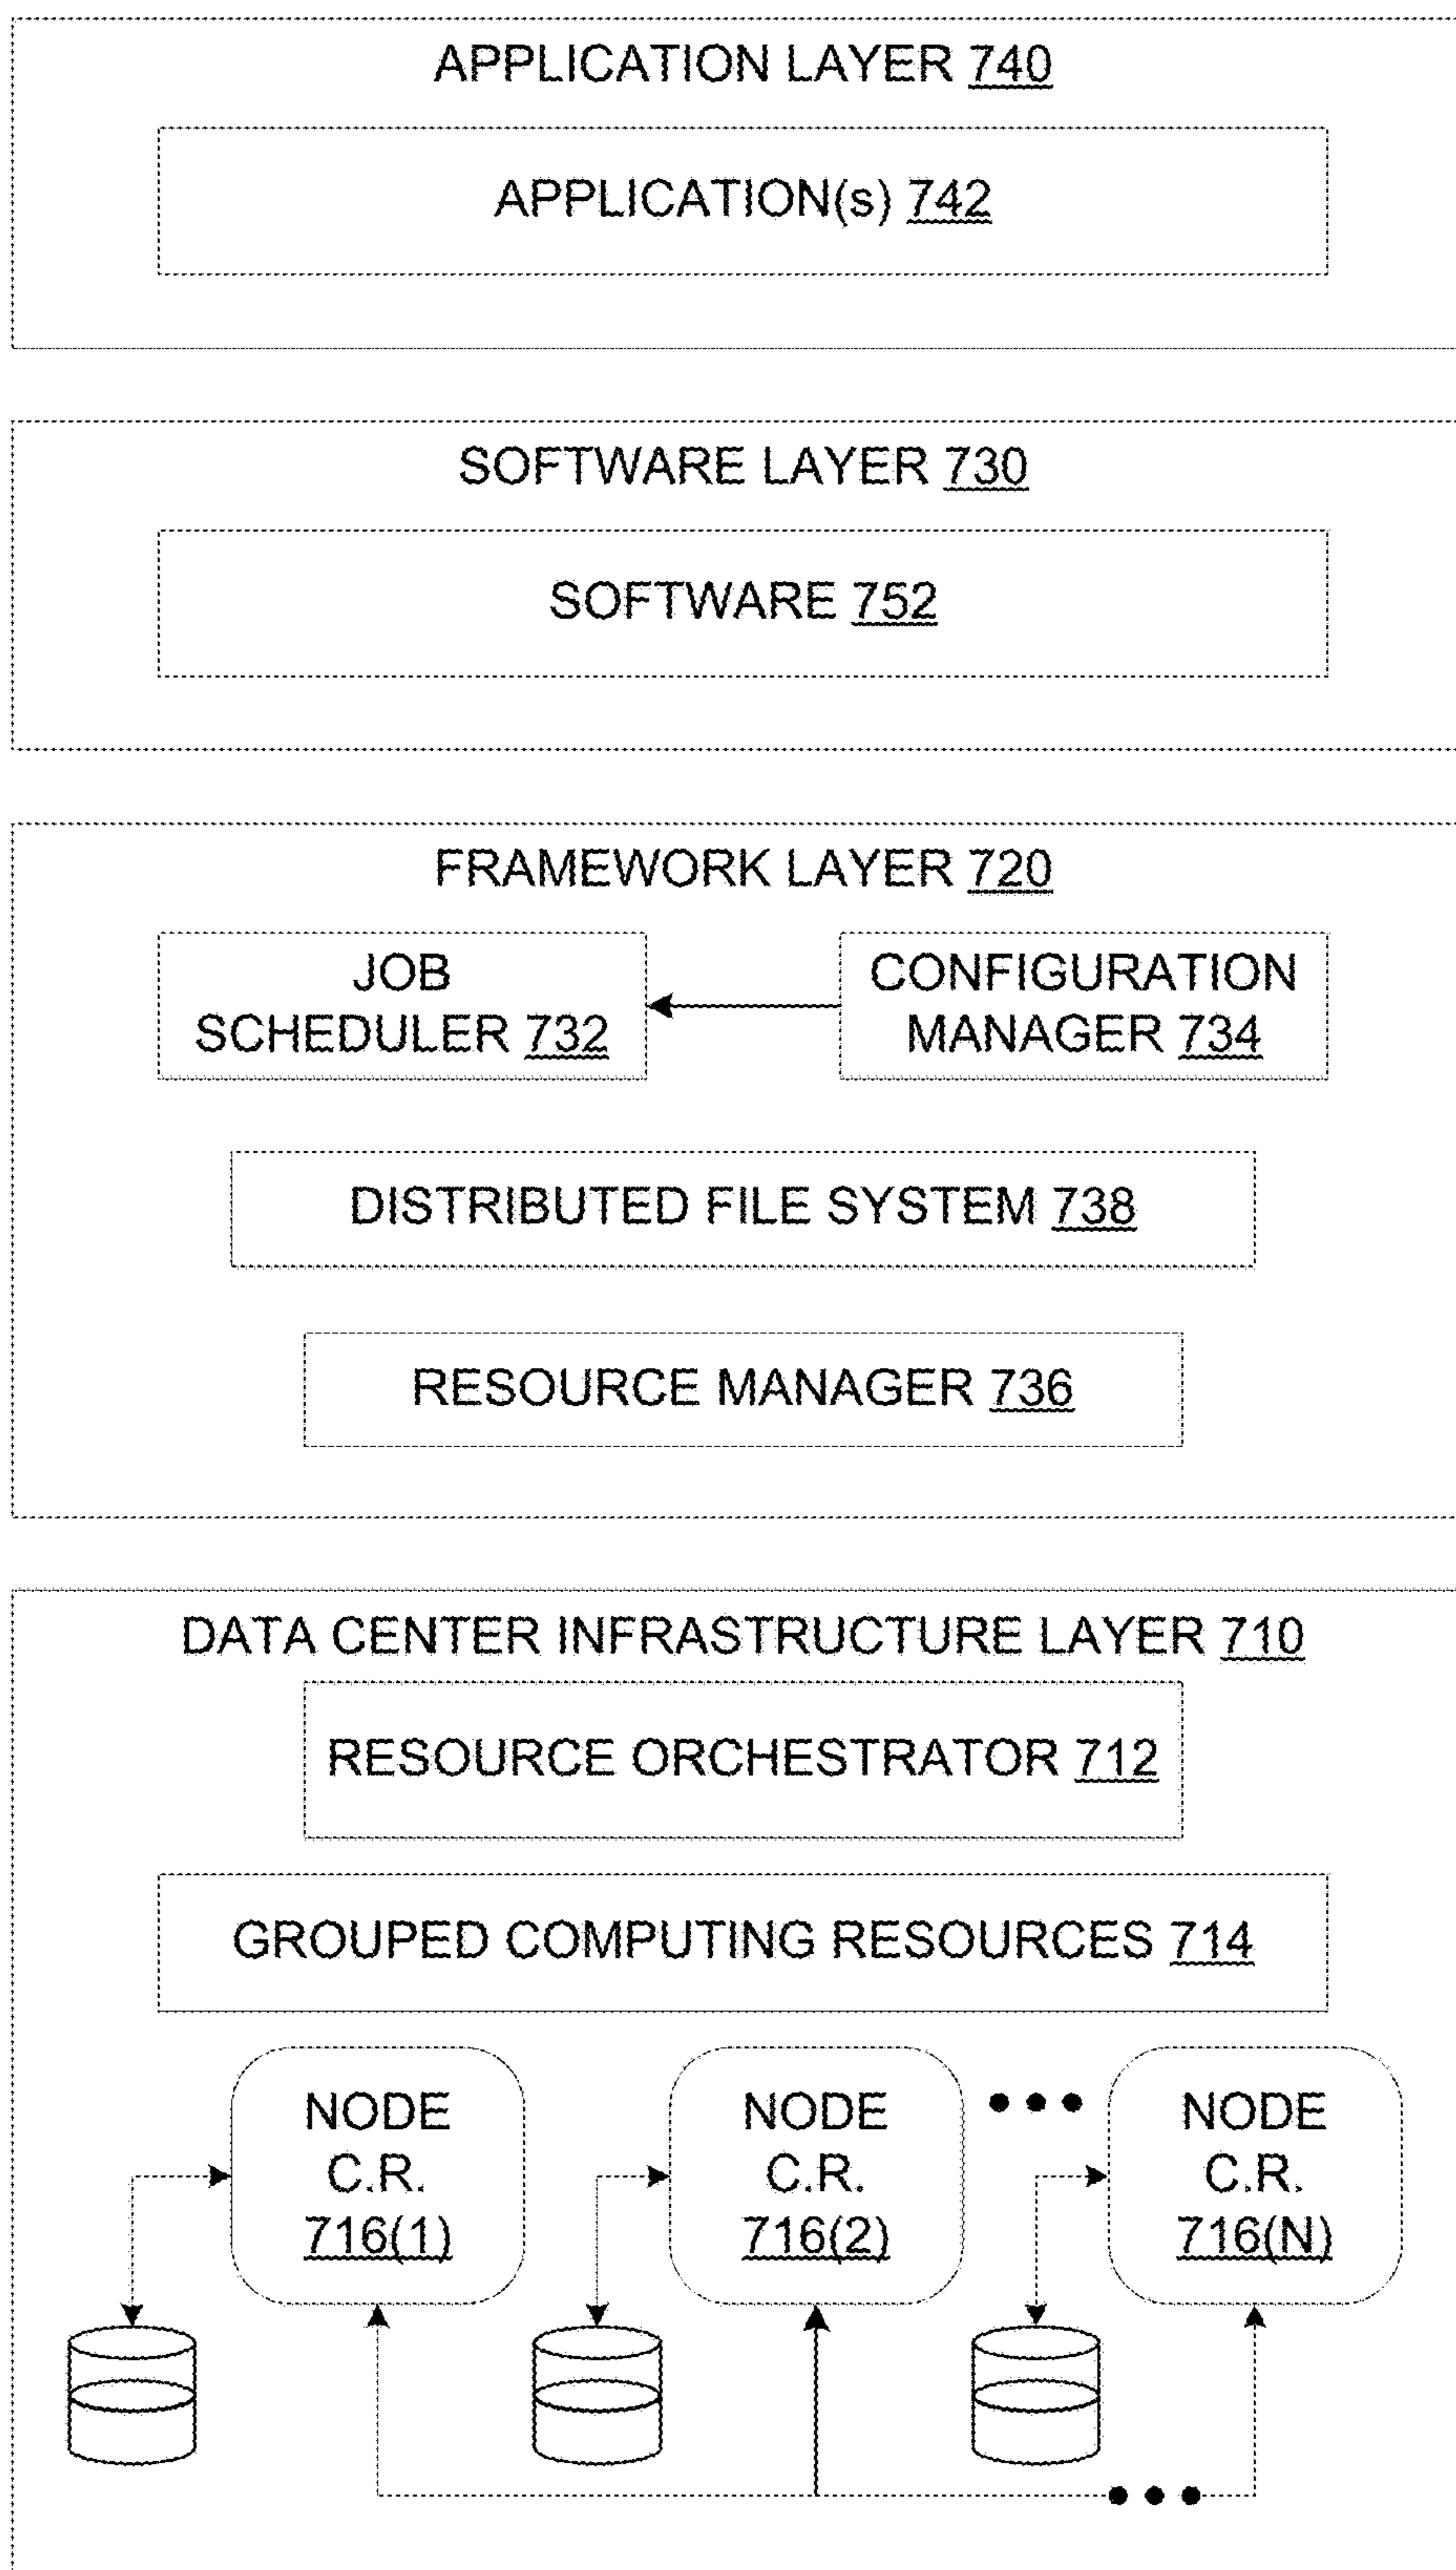 APPLICATION LAYER 740
APPLICATION(s) 742
SOFTWARE LAYER 730
SOFTWARE 752
FRAMEWORK LAYER 720
JOB
SCHEDULER 732
CONFIGURATION
MANAGER 734
DISTRIBUTED FILE SYSTEM 738
RESOURCE MANAGER 736
DATA CENTER INFRASTRUCTURE LAYER 710
RESOURCE ORCHESTRATOR 712
GROUPED COMPUTING RESOURCES 714
NODE
C.R.
716(1)
NODE
C.R.
716(2)
NODE
C.R.
716(N)